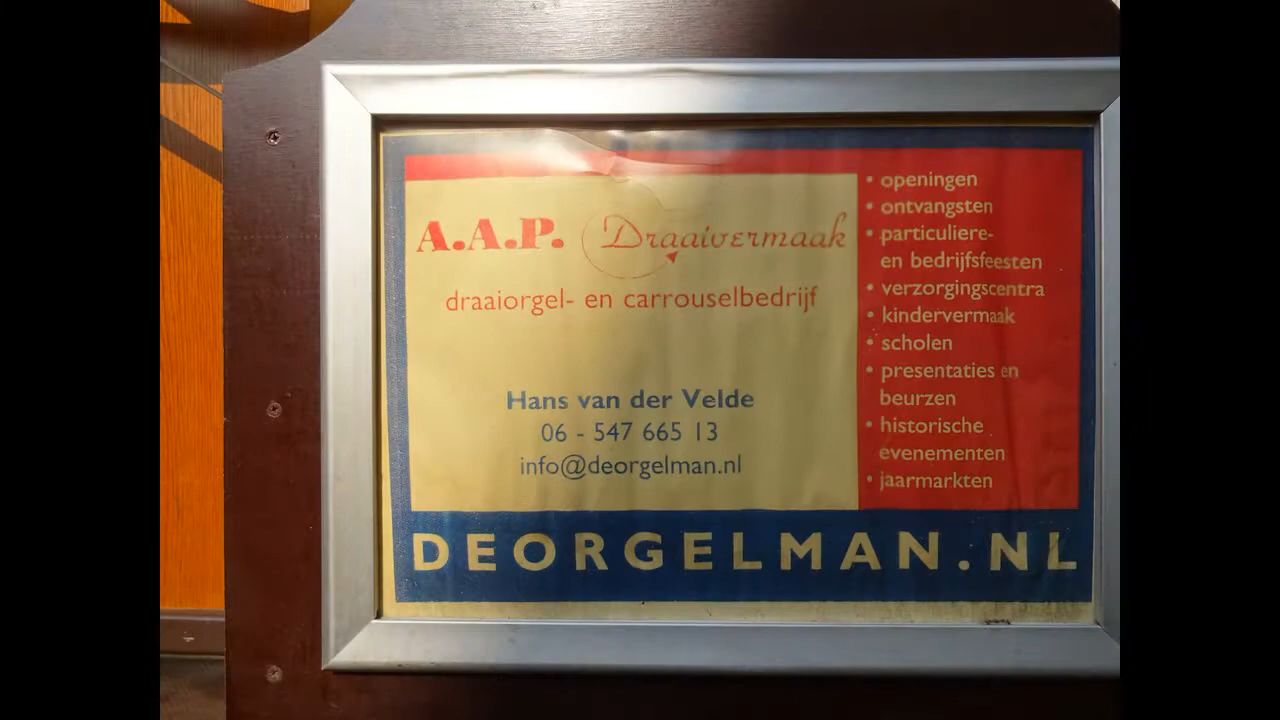 A.A.P. Draaivermaak
draaiorgel- en carrouselbedrijf
Hans van der Velde
06 - 547 665 13
info@deorgelman.nl
• openingen
• ontvangsten
• particuliere-
en bedrijfsfeesten
• verzorgingscentra
• kindervermaak
• scholen
• presentaties en
beurzen
• historische
evenementen
• jaarmarkten
DEORGELMAN.NL